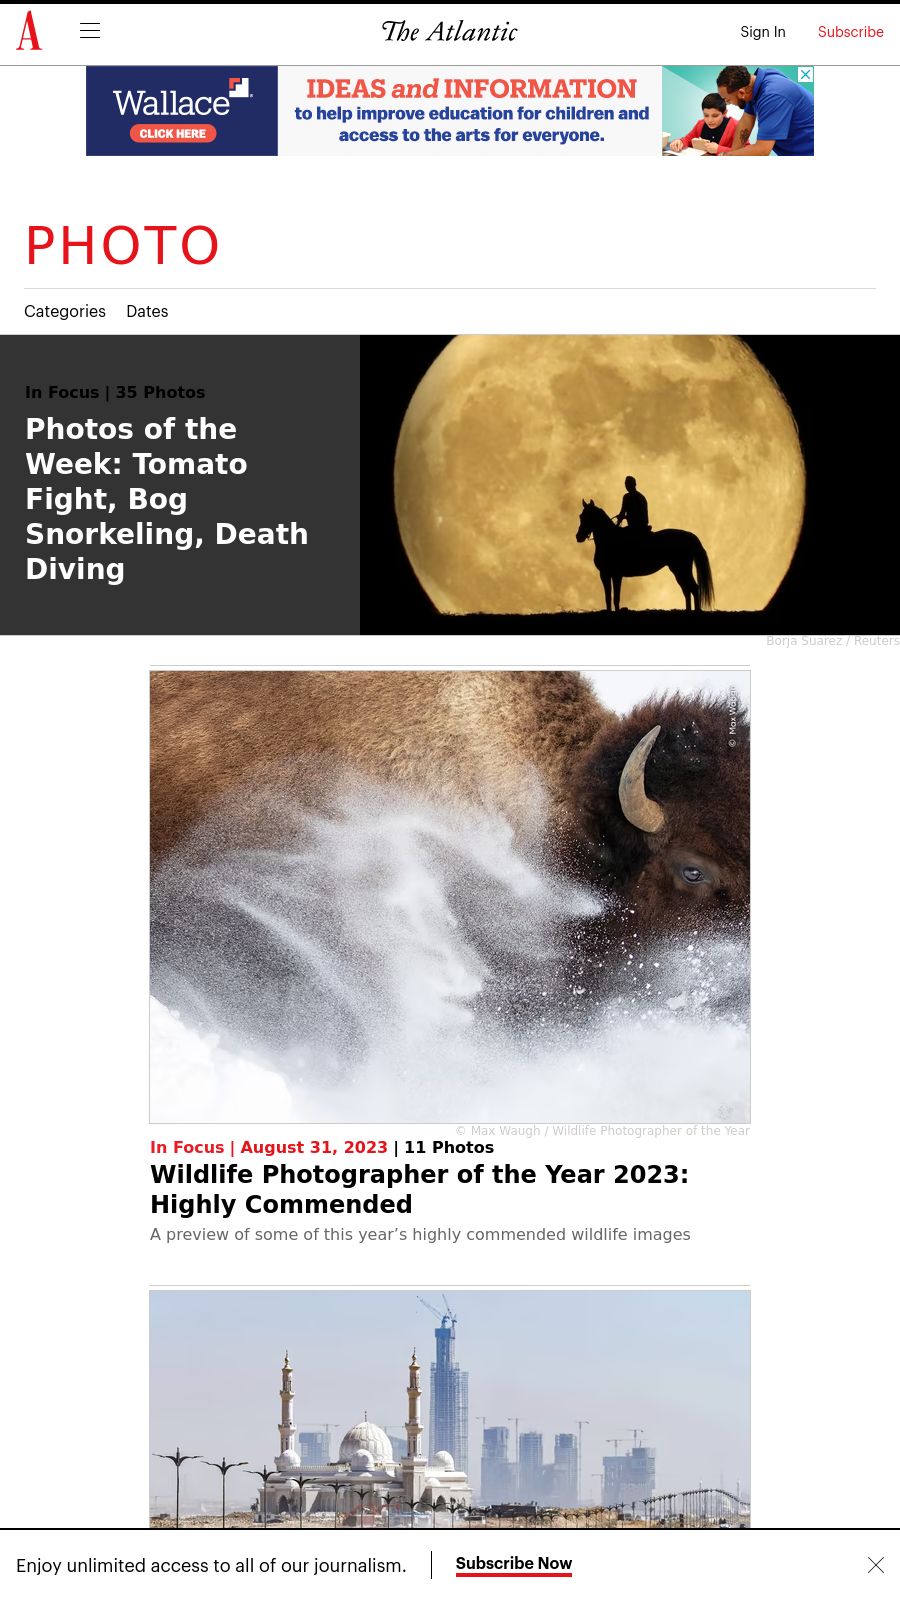 A
The Atlantic
Sign In
Subscribe
Wallace
CLICK HERE
IDEAS and INFORMATION
to help improve education for children and
access to the arts for everyone.
PHOTO
Categories
Dates
In Focus | 35 Photos
Photos of the
Week: Tomato
Fight, Bog
Snorkeling, Death
Diving
Borja Suarez / Reuters
© Max Waugh
© Max Waugh / Wildlife Photographer of the Year
In Focus | August 31, 2023 | 11 Photos
Wildlife Photographer of the Year 2023:
Highly Commended
A preview of some of this year’s highly commended wildlife images
Enjoy unlimited access to all of our journalism.
Subscribe Now